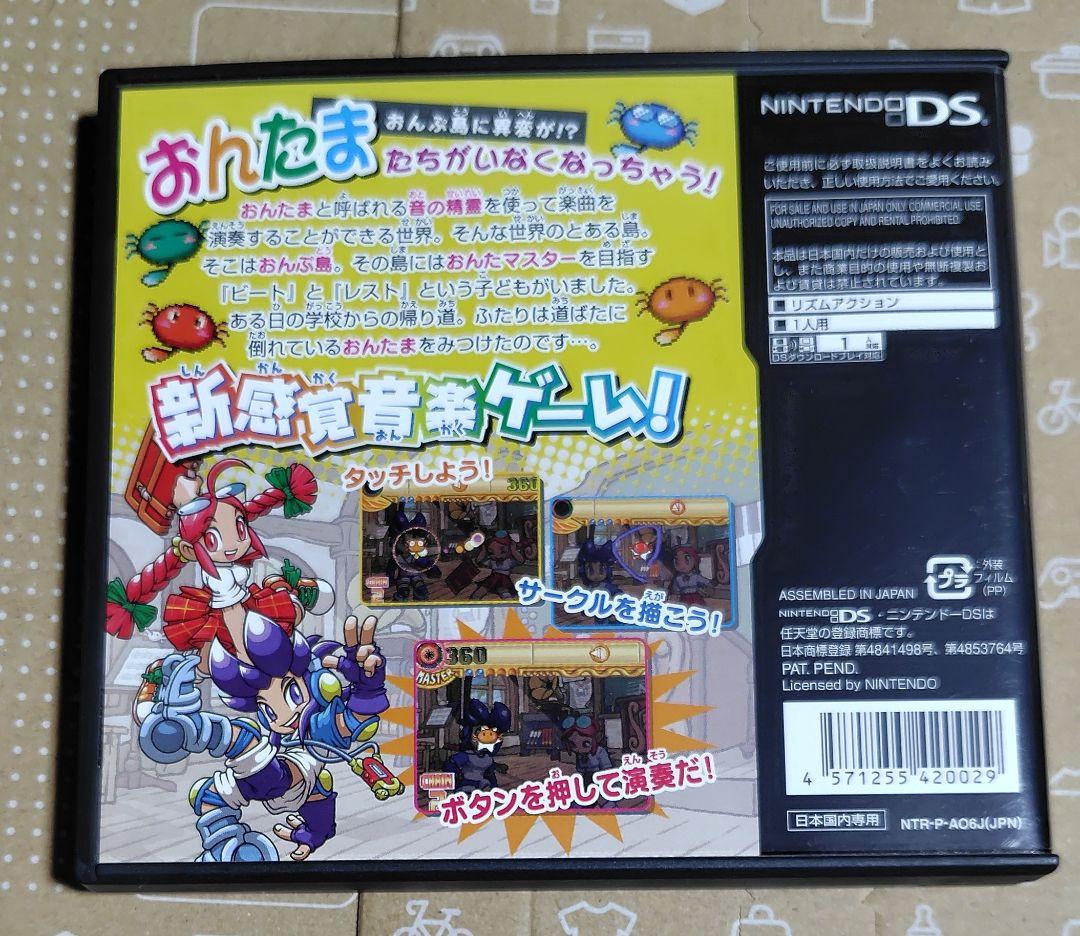 おんぷ島に異変が!?
おんたまたちがいなくなっちゃう!
おんたまと呼ばれる音の精霊を使って楽曲を
演奏することができる世界。そんな世界のとある島。
そこはおんぷ島。その島にはおんたマスターを目指す
『ビート』と『レスト』という子どもがいました。
ある日の学校からの帰り道。ふたりは道ばたに
倒れているおんたまをみつけたのです…。
新感覚音楽ゲーム!
タッチしよう!
360
サークルを描こう!
360
MASTER
CHAIN
ボタンを押して演奏だ!
NINTENDO DS
ご使用前に必ず取扱説明書をよくお読み
いただき、正しい使用方法でご愛用ください。
FOR SALE AND USE IN JAPAN ONLY. COMMERCIAL USE,
UNAUTHORIZED COPY AND RENTAL PROHIBITED.
本品は日本国内だけの販売および使用と
し、また商業目的の使用や無断複製お
よび賃貸は禁止されています。
リズムアクション
1人用
1人
DSダウンロードプレイ対応
プラ
:外装
フィルム
(PP)
ASSEMBLED IN JAPAN
NINTENDO DS・ニンテンドーDSは
任天堂の登録商標です。
日本商標登録 第4841498号、第4853764号
PAT. PEND.
Licensed by NINTENDO
4 571255 420029
日本国内専用
NTR-P-AO6J(JPN)